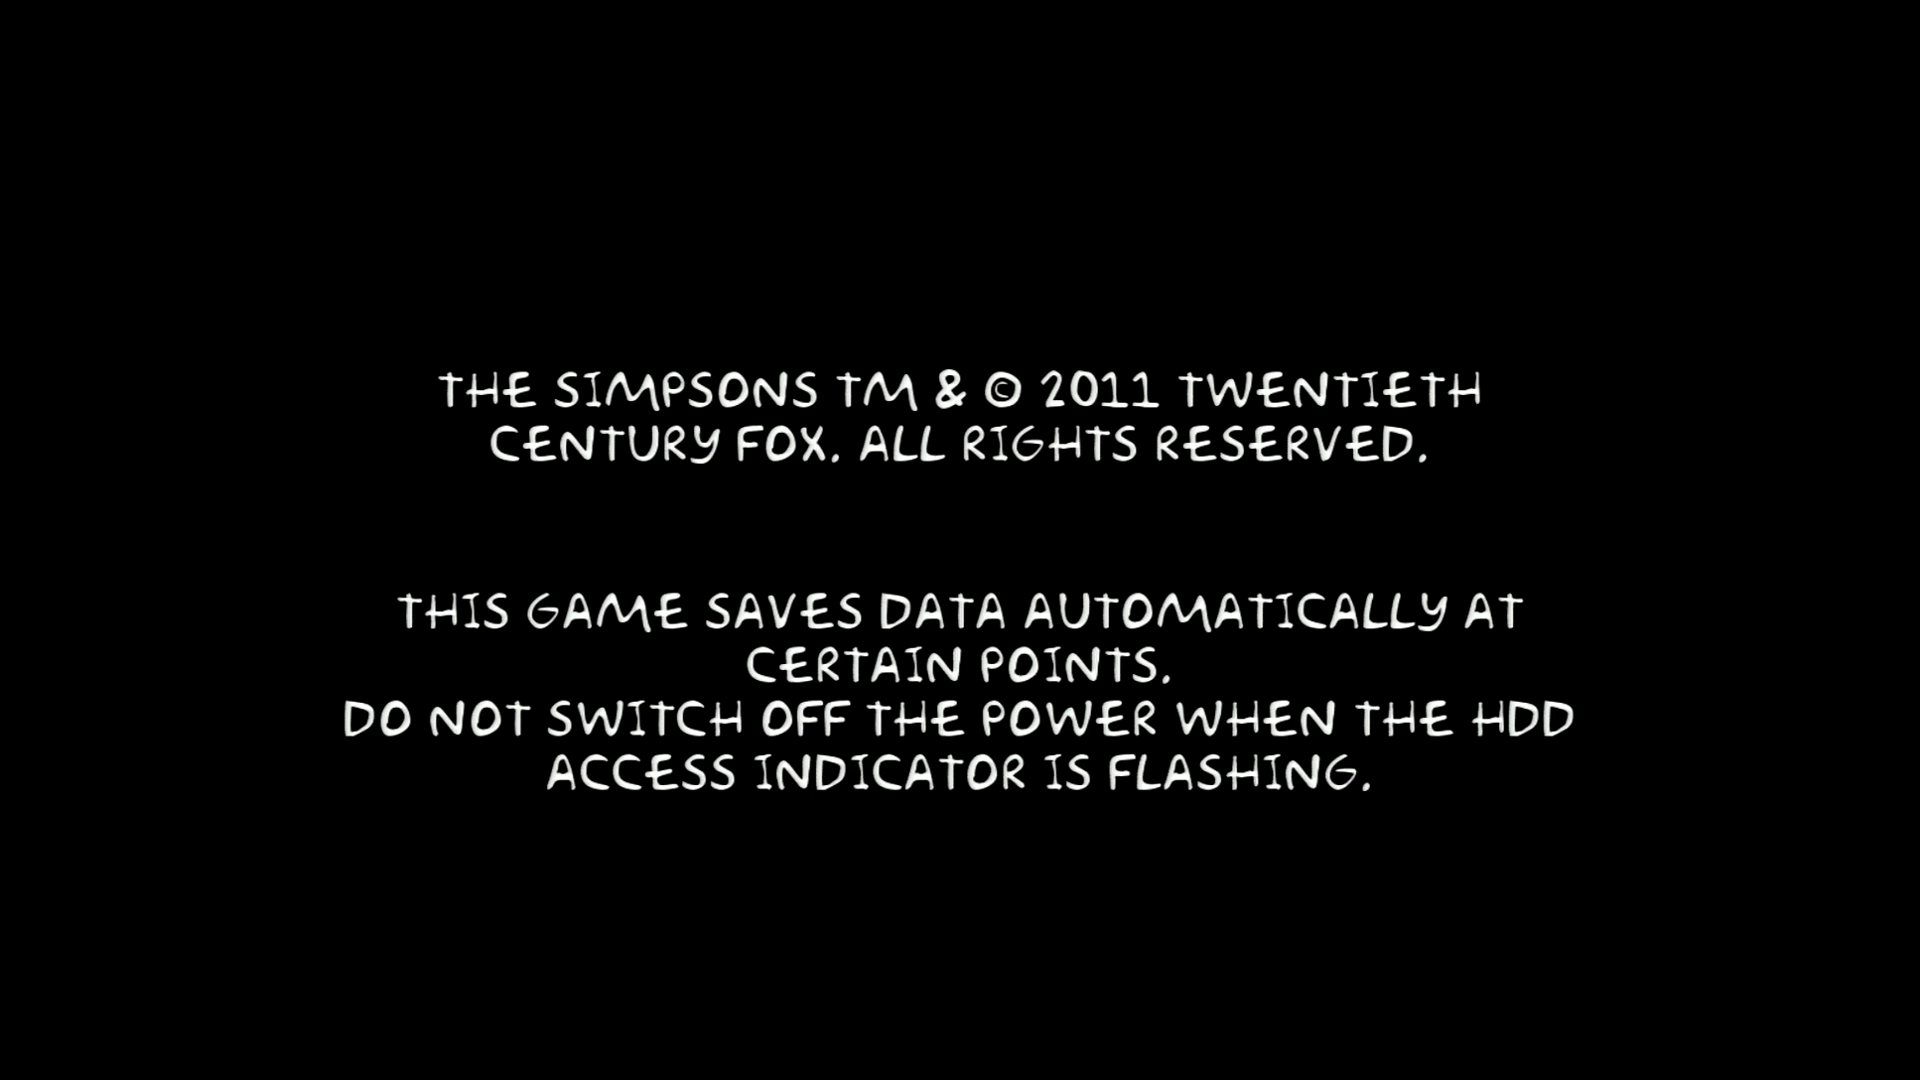 THE SIMPSONS TM & © 2011 TWENTIETH
CENTURY FOX. ALL RIGHTS RESERVED.
THIS GAME SAVES DATA AUTOMATICALLY AT
CERTAIN POINTS.
DO NOT SWITCH OFF THE POWER WHEN THE HDD
ACCESS INDICATOR IS FLASHING.